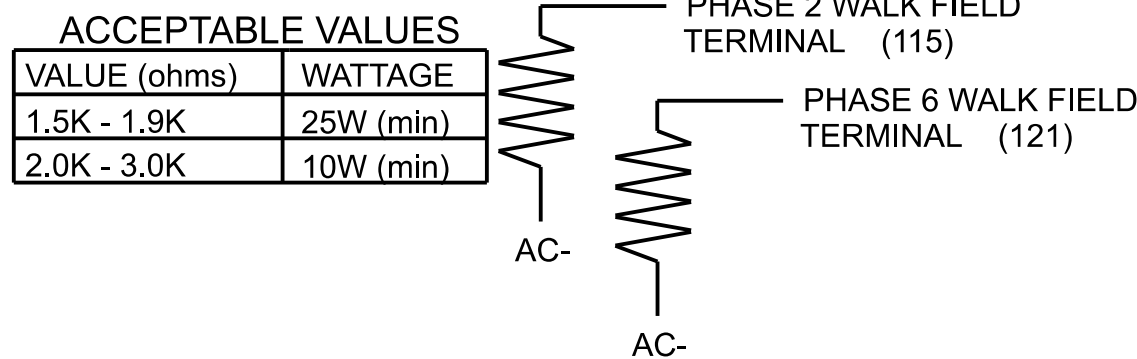 ACCEPTABLE VALUES
VALUE (ohms) WATTAGE
1.5K - 1.9K 25W (min)
2.0K - 3.0K 10W (min)
PHASE 2 WALK FIELD
TERMINAL (115)
AC-
PHASE 6 WALK FIELD
TERMINAL (121)
AC-